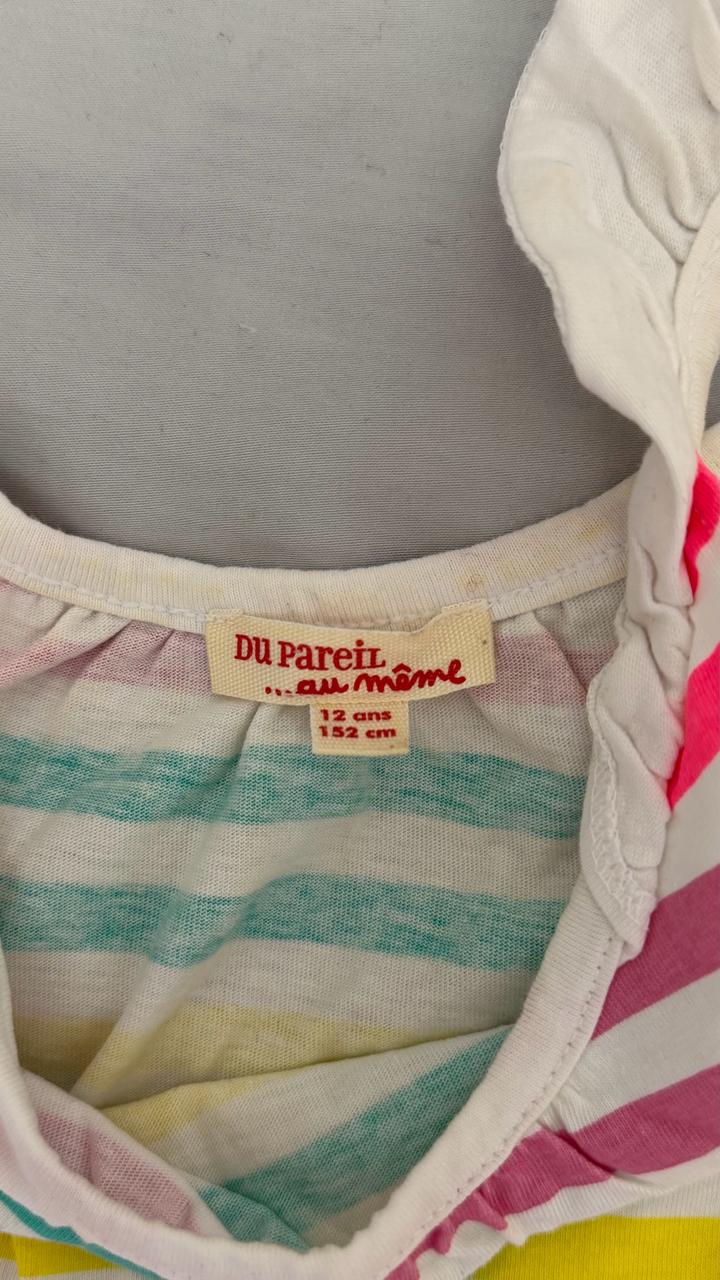 DU PAREIL
...au même
12 ans
152 cm